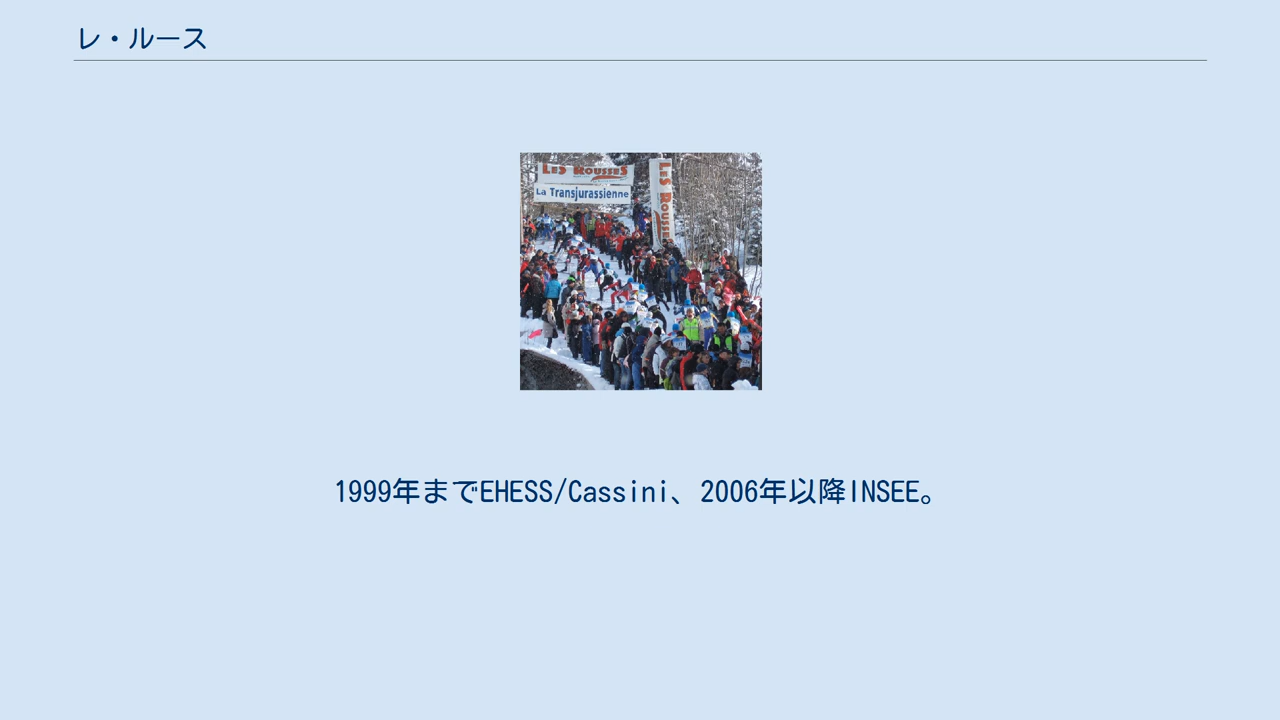 レ・ルース
LES ROUSSES
La Transjurassienne
LES ROUSSES
1999年までEHESS/Cassini、2006年以降INSEE。